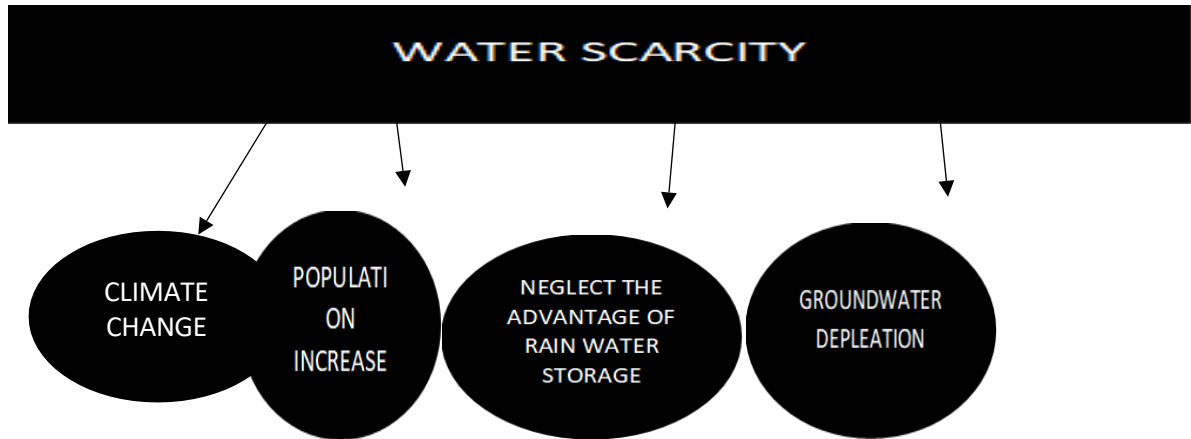 WATER SCARCITY
CLIMATE
CHANGE
POPULATI
ON
INCREASE
NEGLECT THE
ADVANTAGE OF
RAIN WATER
STORAGE
GROUNDWATER
DEPLEATION